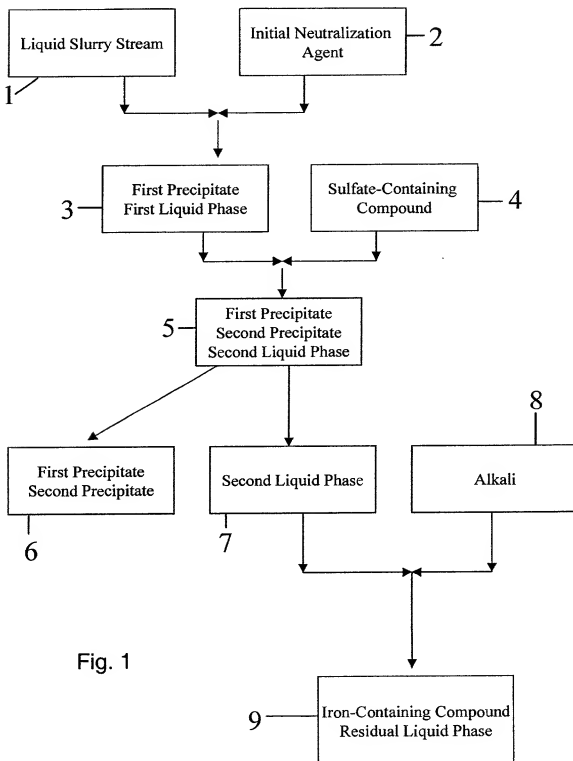 Liquid Slurry Stream
1
Initial Neutralization
Agent
2
First Precipitate
First Liquid Phase
3
Sulfate-Containing
Compound
4
First Precipitate
Second Precipitate
Second Liquid Phase
5
First Precipitate
Second Precipitate
6
Second Liquid Phase
7
8
Alkali
Fig. 1
Iron-Containing Compound
Residual Liquid Phase
9